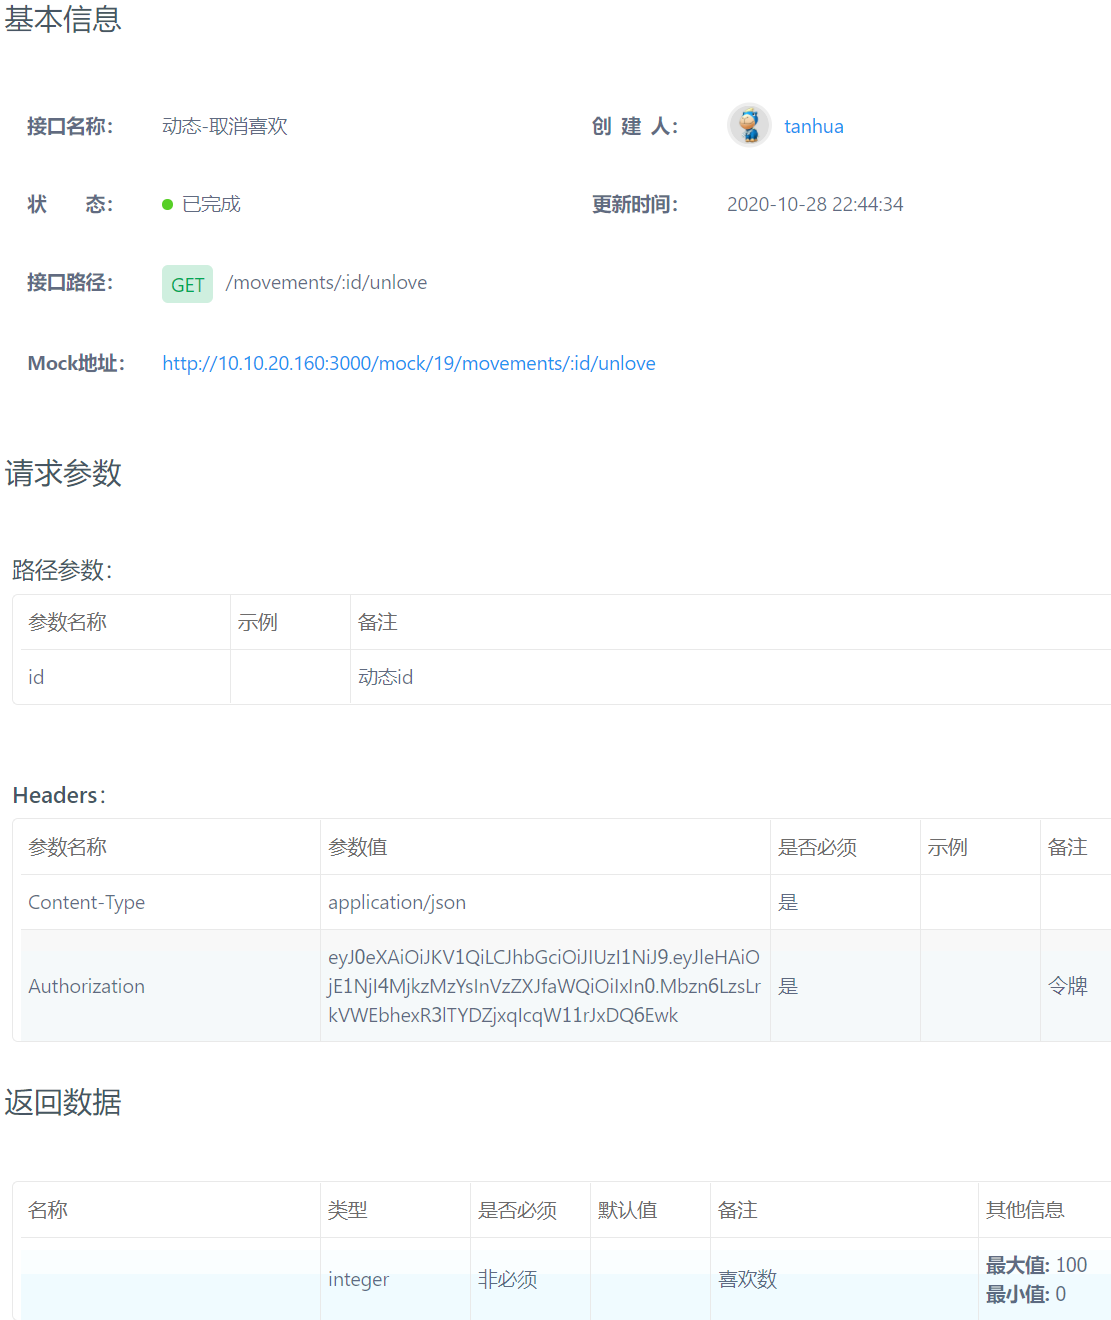 基本信息
接口名称： 动态-取消喜欢 创 建 人： tanhua
状 态： 已完成 更新时间： 2020-10-28 22:44:34
接口路径： GET /movements/:id/unlove
Mock地址： http://10.10.20.160:3000/mock/19/movements/:id/unlove
请求参数
路径参数：
参数名称 示例 备注
id 动态id
Headers：
参数名称 参数值 是否必须 示例 备注
Content-Type application/json 是
eyJ0eXAiOiJKV1QiLCJhbGciOiJIUzI1NiJ9.eyJleHAiO
Authorization jE1NjI4MjkzMzYsInVzZXJfaWQiOiIxIn0.Mbzn6LzsLr 是 令牌
kVWEbhexR3lTYDZjxqIcqW11rJxDQ6Ewk
返回数据
名称 类型 是否必须 默认值 备注 其他信息
integer 非必须 喜欢数 最大值: 100
最小值: 0